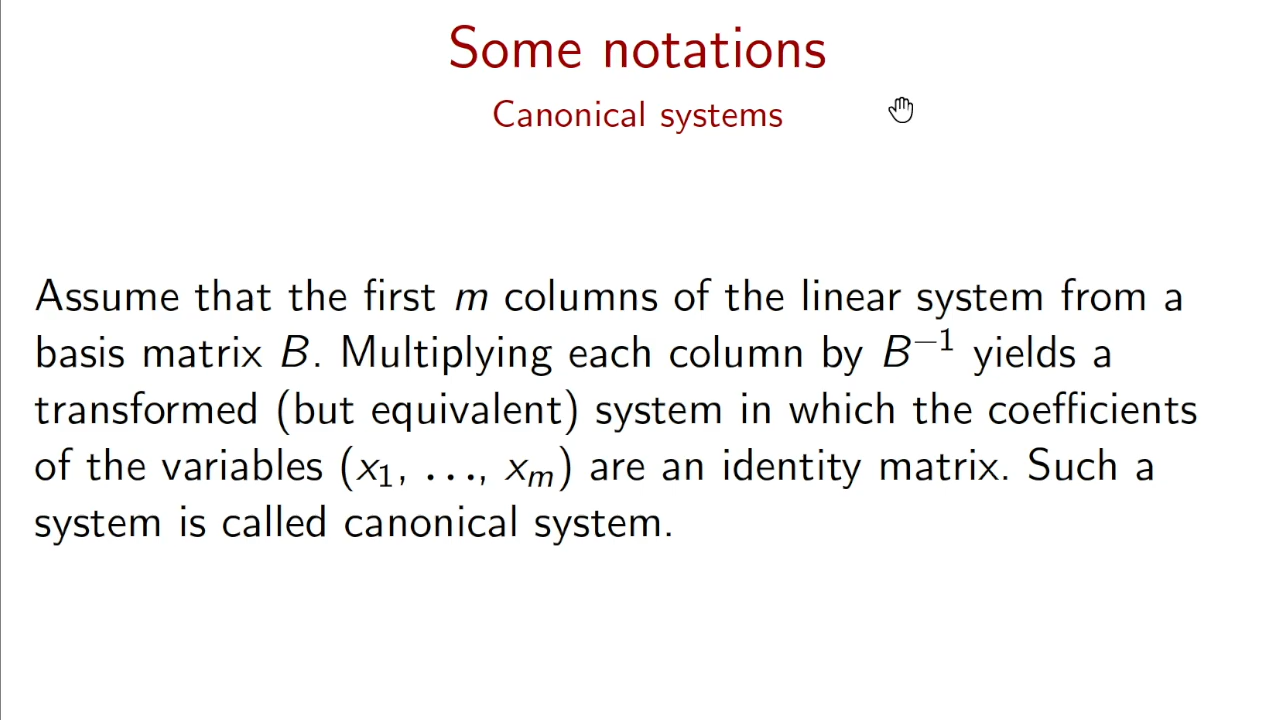 Some notations
Canonical systems
Assume that the first m columns of the linear system from a
basis matrix B. Multiplying each column by B⁻¹ yields a
transformed (but equivalent) system in which the coefficients
of the variables (x₁, …, xₘ) are an identity matrix. Such a
system is called canonical system.